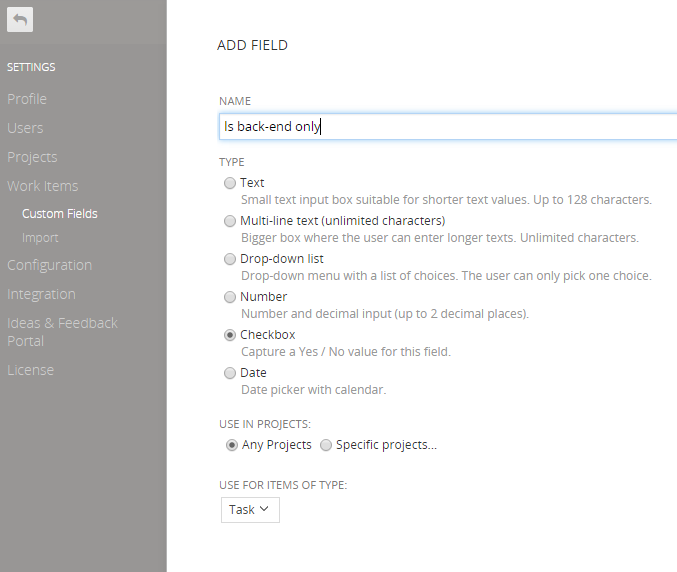 SETTINGS
Profile
Users
Projects
Work Items
Custom Fields
Import
Configuration
Integration
Ideas & Feedback
Portal
License
ADD FIELD
NAME
Is back-end only
TYPE
Text
Small text input box suitable for shorter text values. Up to 128 characters.
Multi-line text (unlimited characters)
Bigger box where the user can enter longer texts. Unlimited characters.
Drop-down list
Drop-down menu with a list of choices. The user can only pick one choice.
Number
Number and decimal input (up to 2 decimal places).
Checkbox
Capture a Yes / No value for this field.
Date
Date picker with calendar.
USE IN PROJECTS:
Any Projects Specific projects...
USE FOR ITEMS OF TYPE:
Task